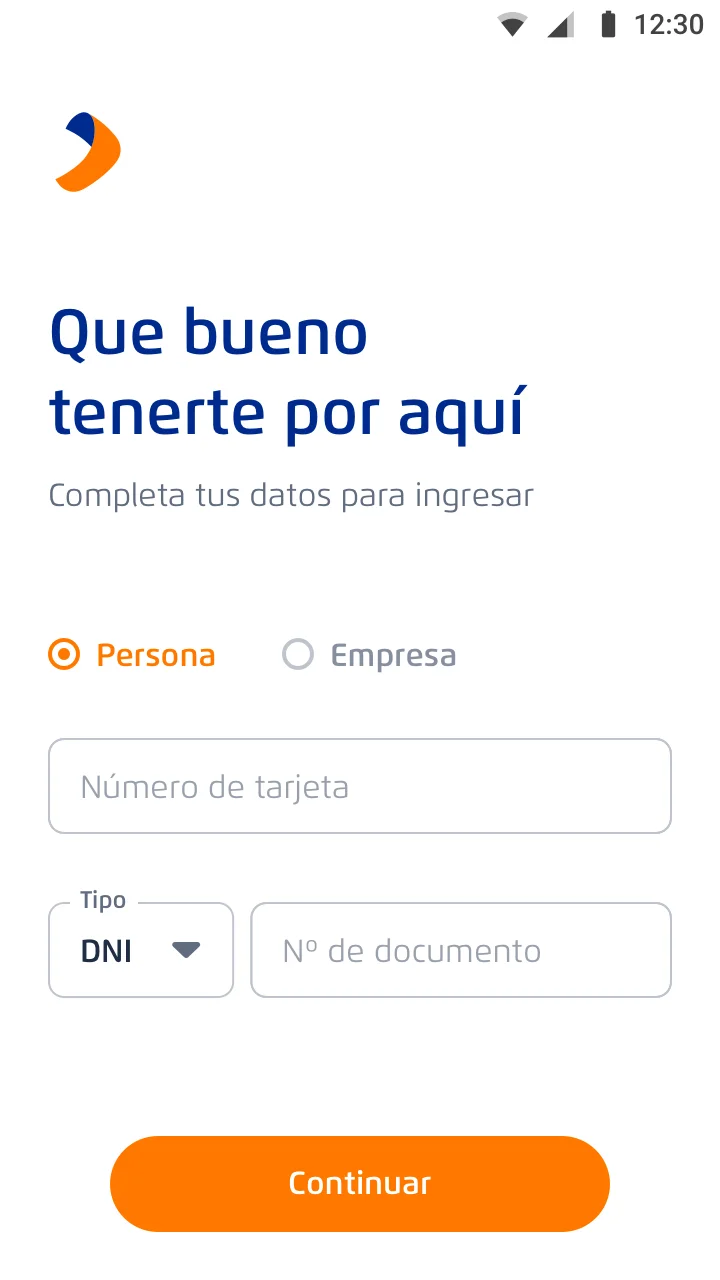 12:30
Que bueno
tenerte por aquí
Completa tus datos para ingresar
Persona Empresa
Número de tarjeta
Tipo
DNI Nº de documento
Continuar